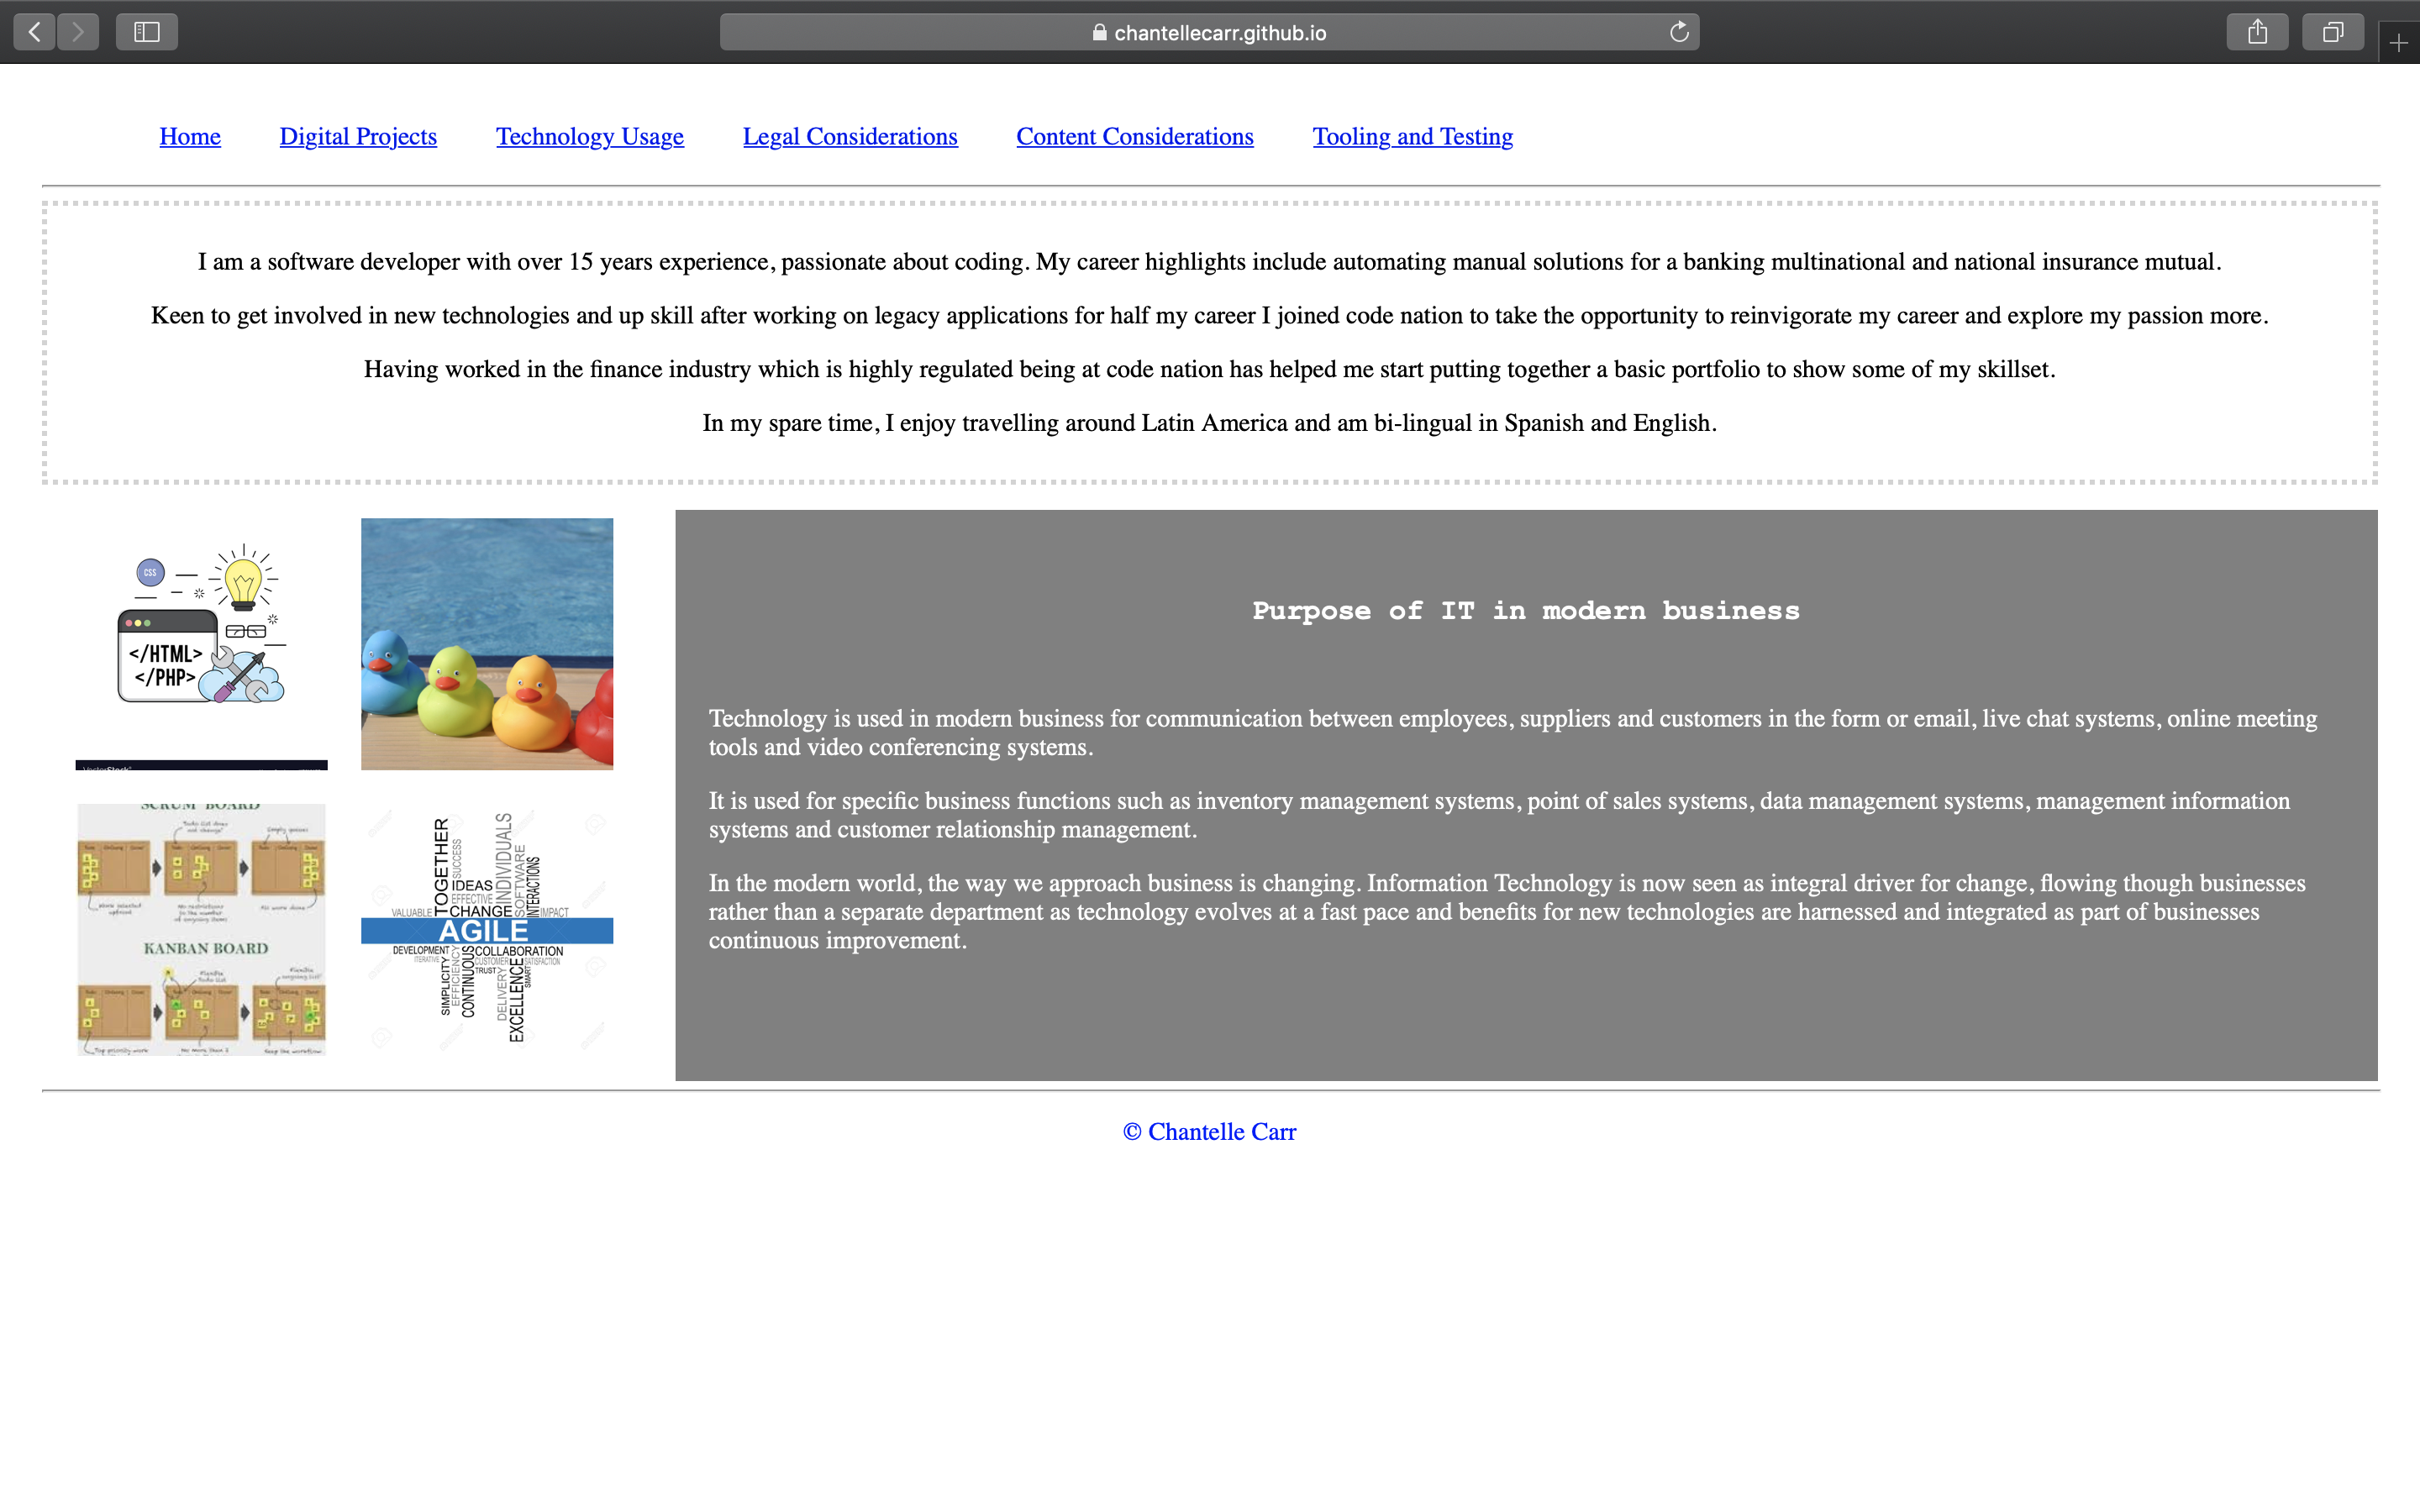 chantellecarr.github.io
Home Digital Projects Technology Usage Legal Considerations Content Considerations Tooling and Testing
I am a software developer with over 15 years experience, passionate about coding. My career highlights include automating manual solutions for a banking multinational and national insurance mutual.
Keen to get involved in new technologies and up skill after working on legacy applications for half my career I joined code nation to take the opportunity to reinvigorate my career and explore my passion more.
Having worked in the finance industry which is highly regulated being at code nation has helped me start putting together a basic portfolio to show some of my skillset.
In my spare time, I enjoy travelling around Latin America and am bi-lingual in Spanish and English.
CSS
</HTML>
</PHP>
SCRUM BOARD
KANBAN BOARD
TOGETHER
SUCCESS
INDIVIDUALS
SOFTWARE
INTERACTIONS
IDEAS
EFFECTIVE
VALUABLE CHANGE IMPACT
AGILE
DEVELOPMENT COLLABORATION
ITERATIVE CUSTOMER SATISFACTION
TRUST
SIMPLICITY
EFFICIENCY
CONTINUOUS
DELIVERY
EXCELLENCE
SMART
Purpose of IT in modern business
Technology is used in modern business for communication between employees, suppliers and customers in the form or email, live chat systems, online meeting
tools and video conferencing systems.
It is used for specific business functions such as inventory management systems, point of sales systems, data management systems, management information
systems and customer relationship management.
In the modern world, the way we approach business is changing. Information Technology is now seen as integral driver for change, flowing though businesses
rather than a separate department as technology evolves at a fast pace and benefits for new technologies are harnessed and integrated as part of businesses
continuous improvement.
© Chantelle Carr